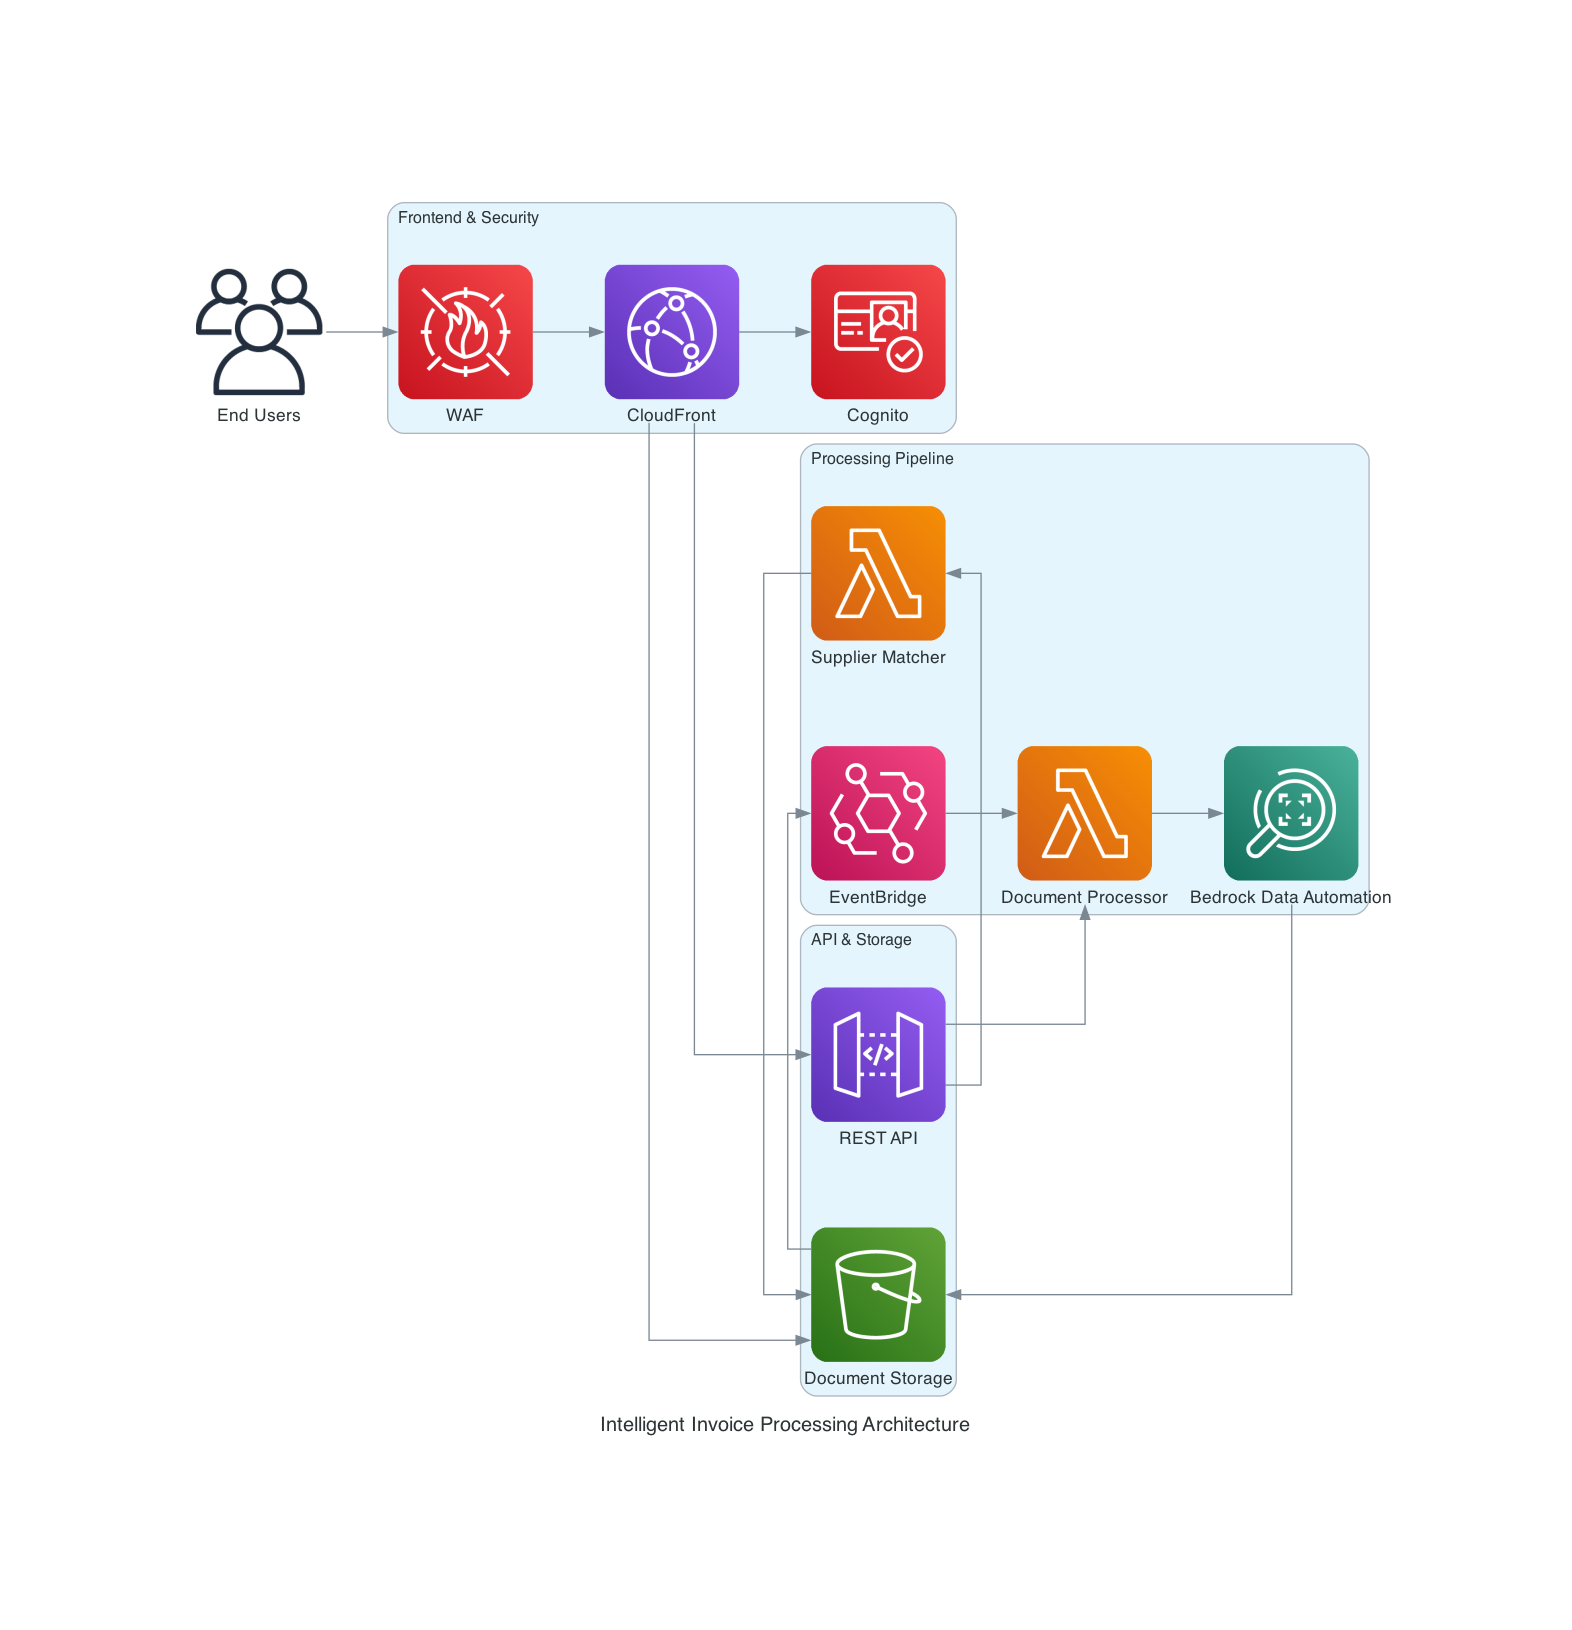 Frontend & Security
End Users
WAF
CloudFront
Cognito
Processing Pipeline
Supplier Matcher
EventBridge
Document Processor
Bedrock Data Automation
API & Storage
</>
REST API
Document Storage
Intelligent Invoice Processing Architecture